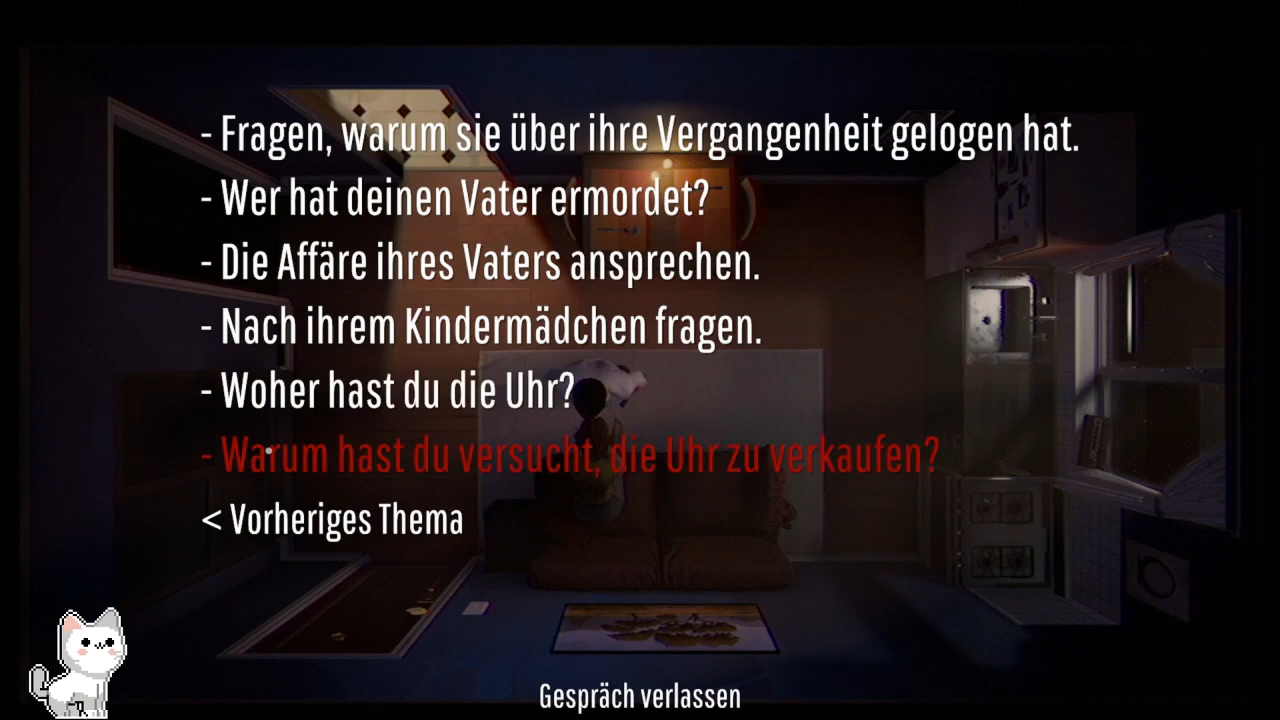 - Fragen, warum sie über ihre Vergangenheit gelogen hat.
- Wer hat deinen Vater ermordet?
- Die Affäre ihres Vaters ansprechen.
- Nach ihrem Kindermädchen fragen.
- Woher hast du die Uhr?
- Warum hast du versucht, die Uhr zu verkaufen?
< Vorheriges Thema
Gespräch verlassen